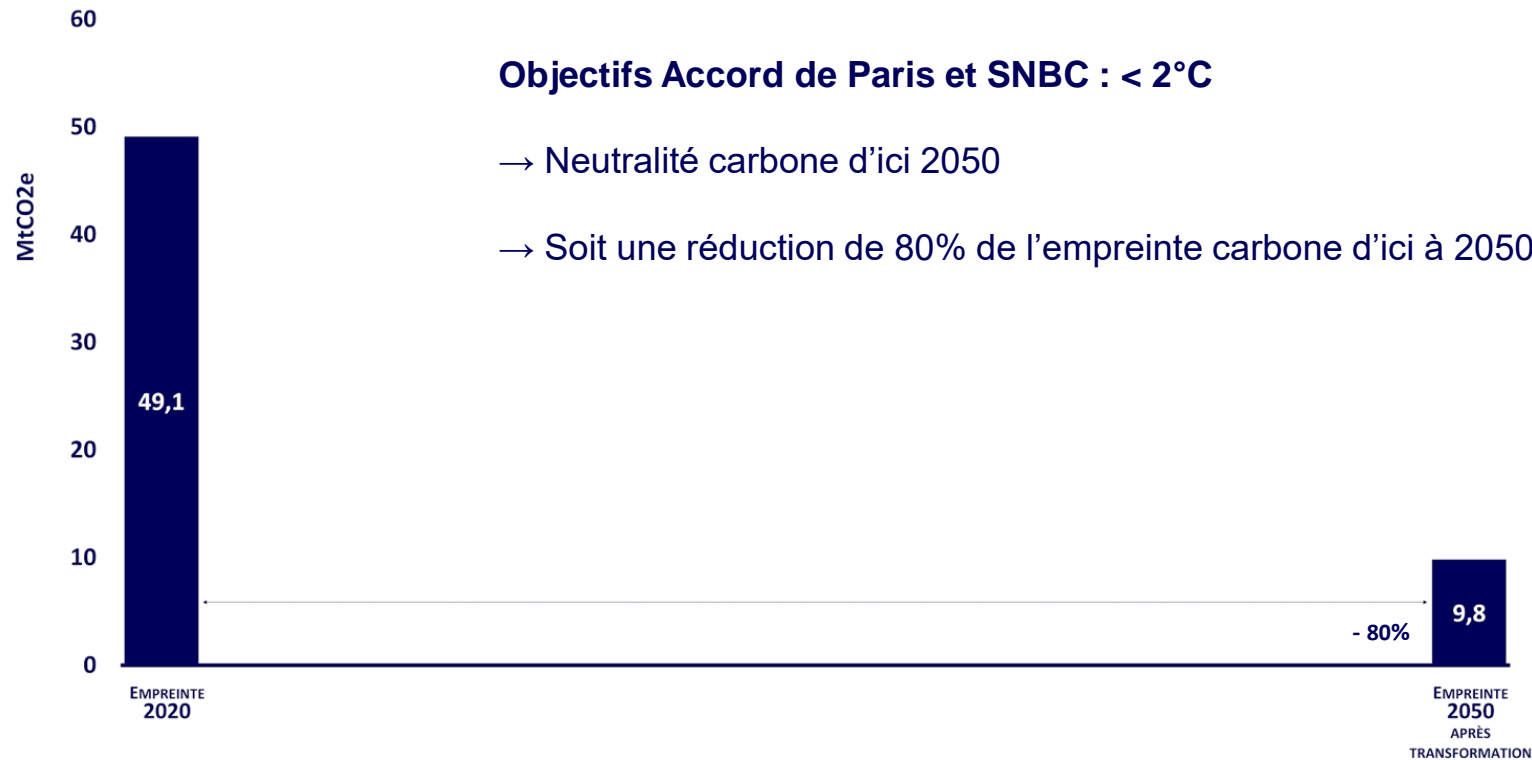 60
Objectifs Accord de Paris et SNBC : < 2°C
50
→ Neutralité carbone d’ici 2050
MtCO2e
40
→ Soit une réduction de 80% de l’empreinte carbone d’ici à 2050
30
49,1
20
10
9,8
- 80%
0
EMPREINTE
2020
EMPREINTE
2050
APRÈS
TRANSFORMATION